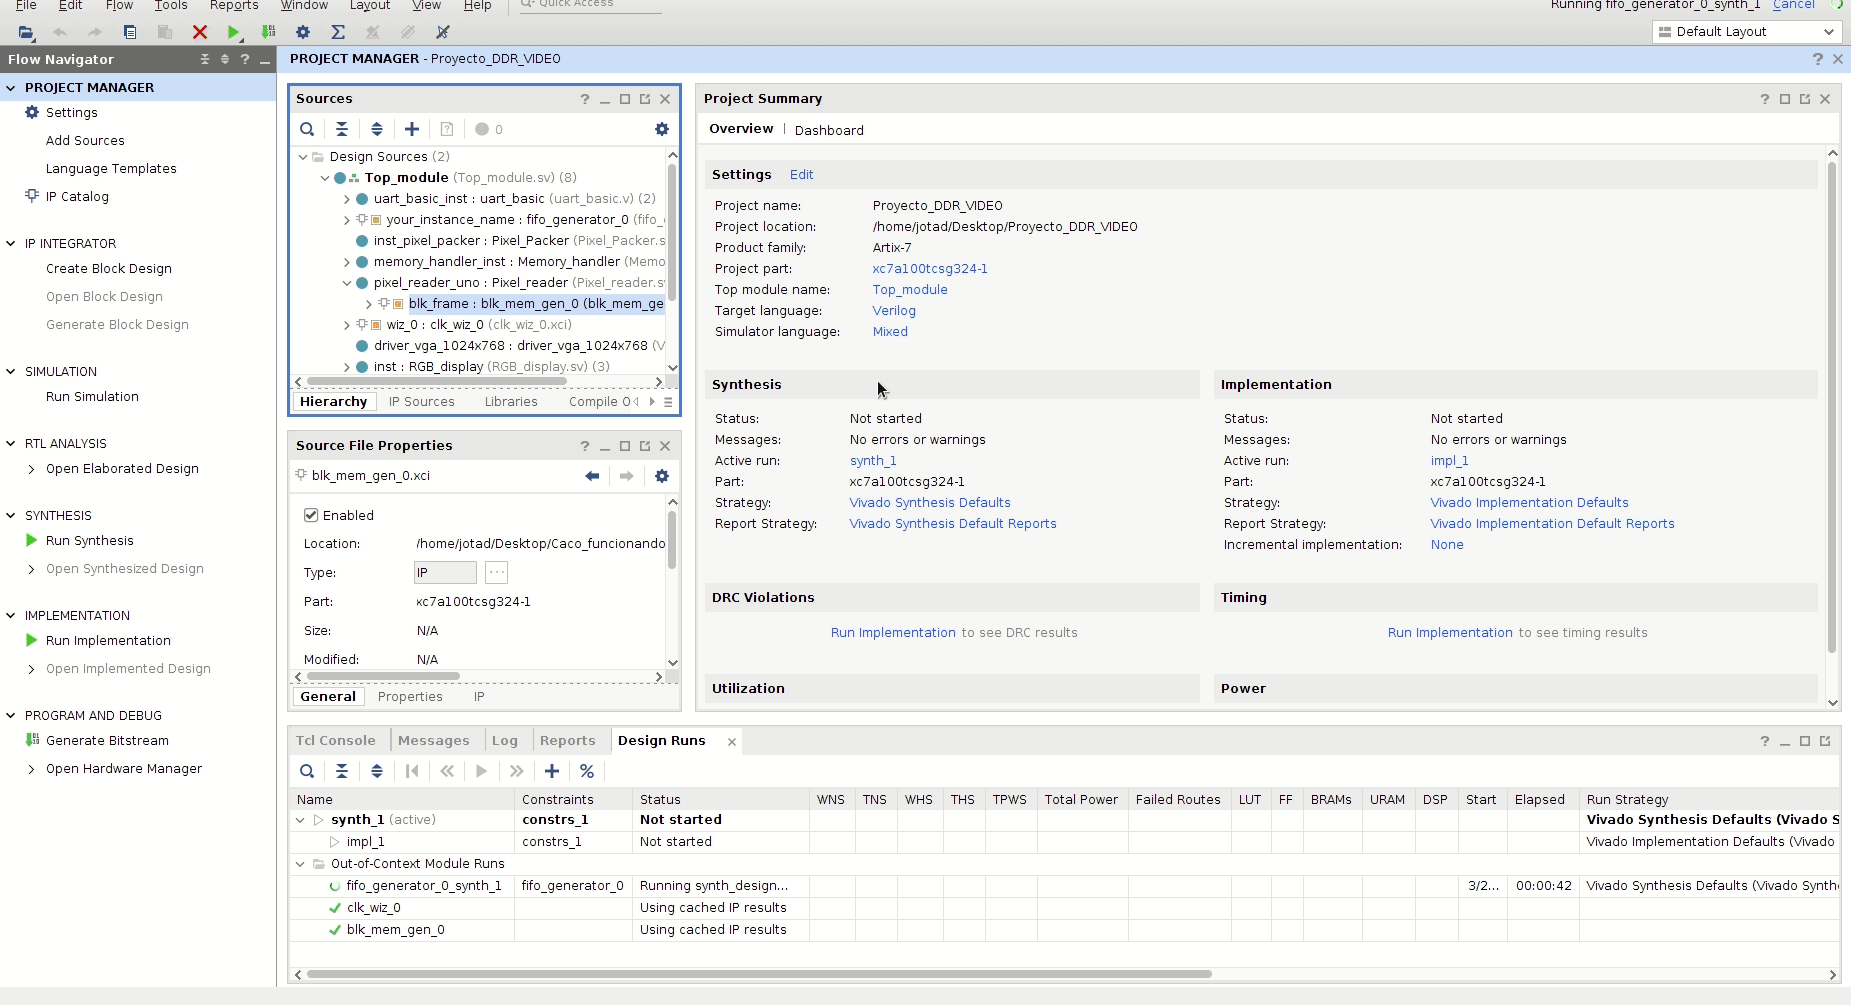 File Edit Flow Tools Reports Window Layout View Help Quick Access Running fifo_generator_0_synth_1 Cancel
Default Layout
Flow Navigator
PROJECT MANAGER
Settings
Add Sources
Language Templates
IP Catalog
IP INTEGRATOR
Create Block Design
Open Block Design
Generate Block Design
SIMULATION
Run Simulation
RTL ANALYSIS
Open Elaborated Design
SYNTHESIS
Run Synthesis
Open Synthesized Design
IMPLEMENTATION
Run Implementation
Open Implemented Design
PROGRAM AND DEBUG
Generate Bitstream
Open Hardware Manager
PROJECT MANAGER - Proyecto_DDR_VIDEO
Sources
0
Design Sources (2)
Top_module (Top_module.sv) (8)
uart_basic_inst : uart_basic (uart_basic.v) (2)
your_instance_name : fifo_generator_0 (fifo_
inst_pixel_packer : Pixel_Packer (Pixel_Packer.s
memory_handler_inst : Memory_handler (Memo
pixel_reader_uno : Pixel_reader (Pixel_reader.s
blk_frame : blk_mem_gen_0 (blk_mem_ge
wiz_0 : clk_wiz_0 (clk_wiz_0.xci)
driver_vga_1024x768 : driver_vga_1024x768 (V
inst : RGB_display (RGB_display.sv) (3)
Hierarchy IP Sources Libraries Compile O
Source File Properties
blk_mem_gen_0.xci
Enabled
Location: /home/jotad/Desktop/Caco_funcionando
Type: IP
Part: xc7a100tcsg324-1
Size: N/A
Modified: N/A
General Properties IP
Project Summary
Overview | Dashboard
Settings Edit
Project name: Proyecto_DDR_VIDEO
Project location: /home/jotad/Desktop/Proyecto_DDR_VIDEO
Product family: Artix-7
Project part: xc7a100tcsg324-1
Top module name: Top_module
Target language: Verilog
Simulator language: Mixed
Synthesis
Status: Not started
Messages: No errors or warnings
Active run: synth_1
Part: xc7a100tcsg324-1
Strategy: Vivado Synthesis Defaults
Report Strategy: Vivado Synthesis Default Reports
Implementation
Status: Not started
Messages: No errors or warnings
Active run: impl_1
Part: xc7a100tcsg324-1
Strategy: Vivado Implementation Defaults
Report Strategy: Vivado Implementation Default Reports
Incremental implementation: None
DRC Violations
Run Implementation to see DRC results
Timing
Run Implementation to see timing results
Utilization
Power
Tcl Console Messages Log Reports Design Runs
Name Constraints Status WNS TNS WHS THS TPWS Total Power Failed Routes LUT FF BRAMs URAM DSP Start Elapsed Run Strategy
synth_1 (active) constrs_1 Not started Vivado Synthesis Defaults (Vivado S
impl_1 constrs_1 Not started Vivado Implementation Defaults (Vivado
Out-of-Context Module Runs
fifo_generator_0_synth_1 fifo_generator_0 Running synth_design... 3/2... 00:00:42 Vivado Synthesis Defaults (Vivado Synth
clk_wiz_0 Using cached IP results
blk_mem_gen_0 Using cached IP results